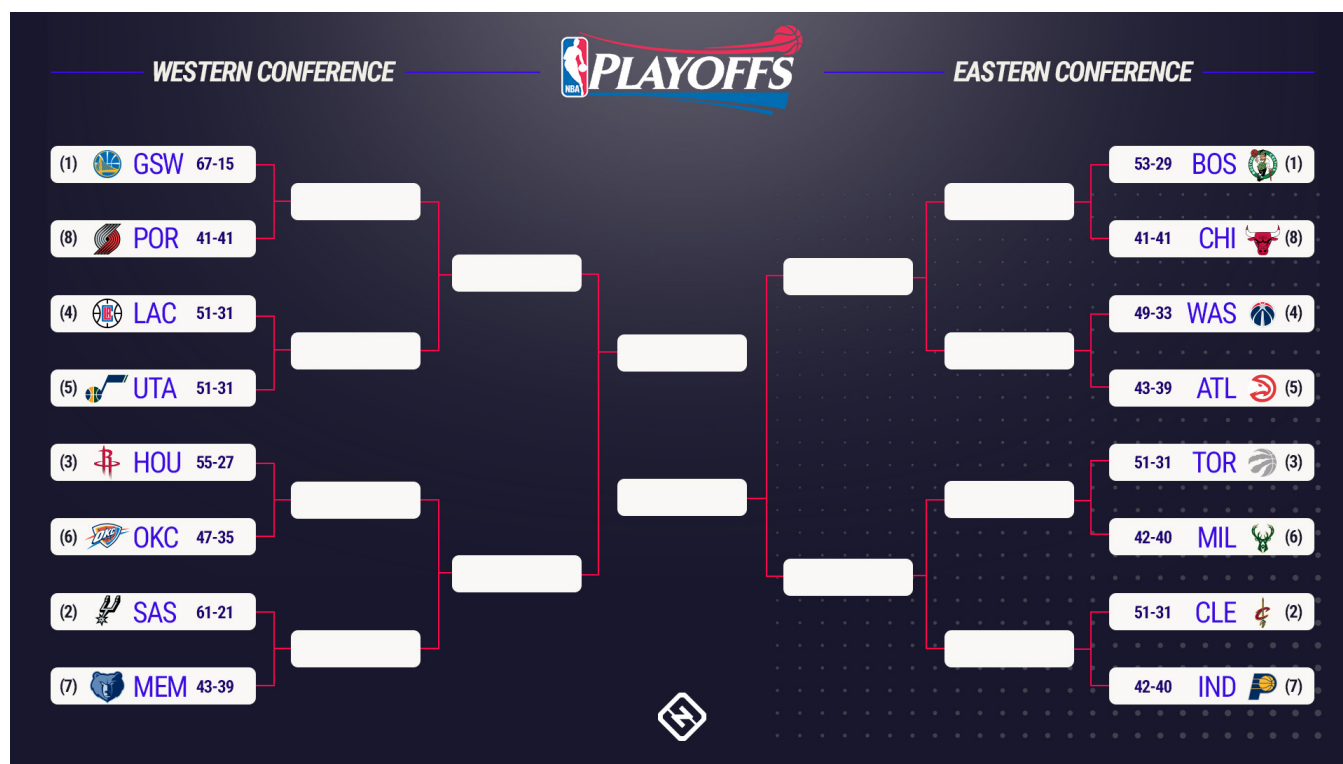 WESTERN CONFERENCE
NBA
PLAYOFFS
EASTERN CONFERENCE
(1) GSW 67-15
(8) POR 41-41
(4) LAC 51-31
(5) UTA 51-31
(3) HOU 55-27
(6) OKC 47-35
(2) SAS 61-21
(7) MEM 43-39
53-29 BOS (1)
41-41 CHI (8)
49-33 WAS (4)
43-39 ATL (5)
51-31 TOR (3)
42-40 MIL (6)
51-31 CLE (2)
42-40 IND (7)